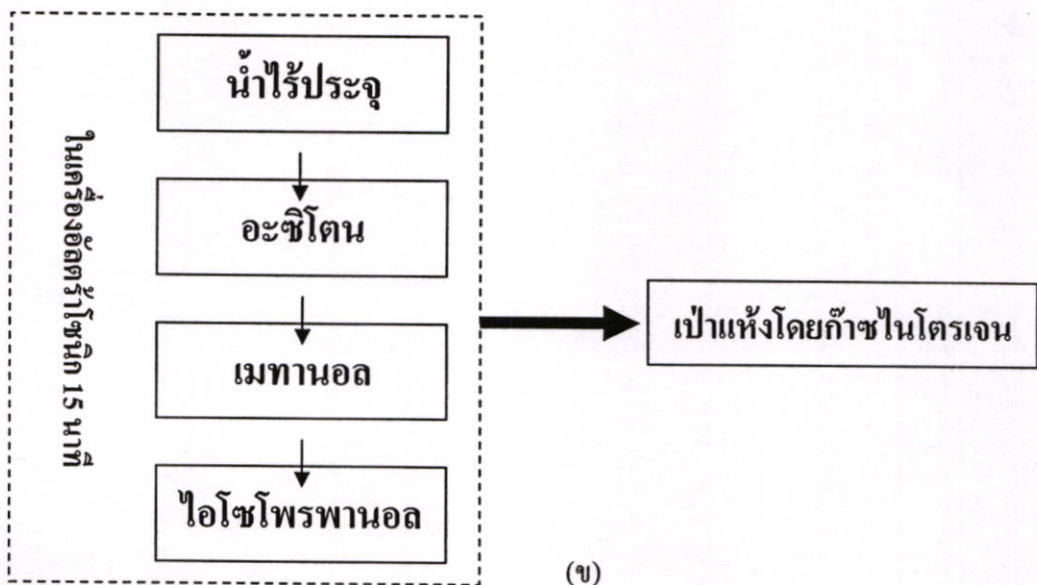 น้ำไร้ประจุ
อะซิโตน
เมทานอล
ไอโซโพรพานอล
ในเครื่องอัลตร้าโซนิก 15 นาที
เป่าแห้งโดยก๊าซไนโตรเจน
(ข)